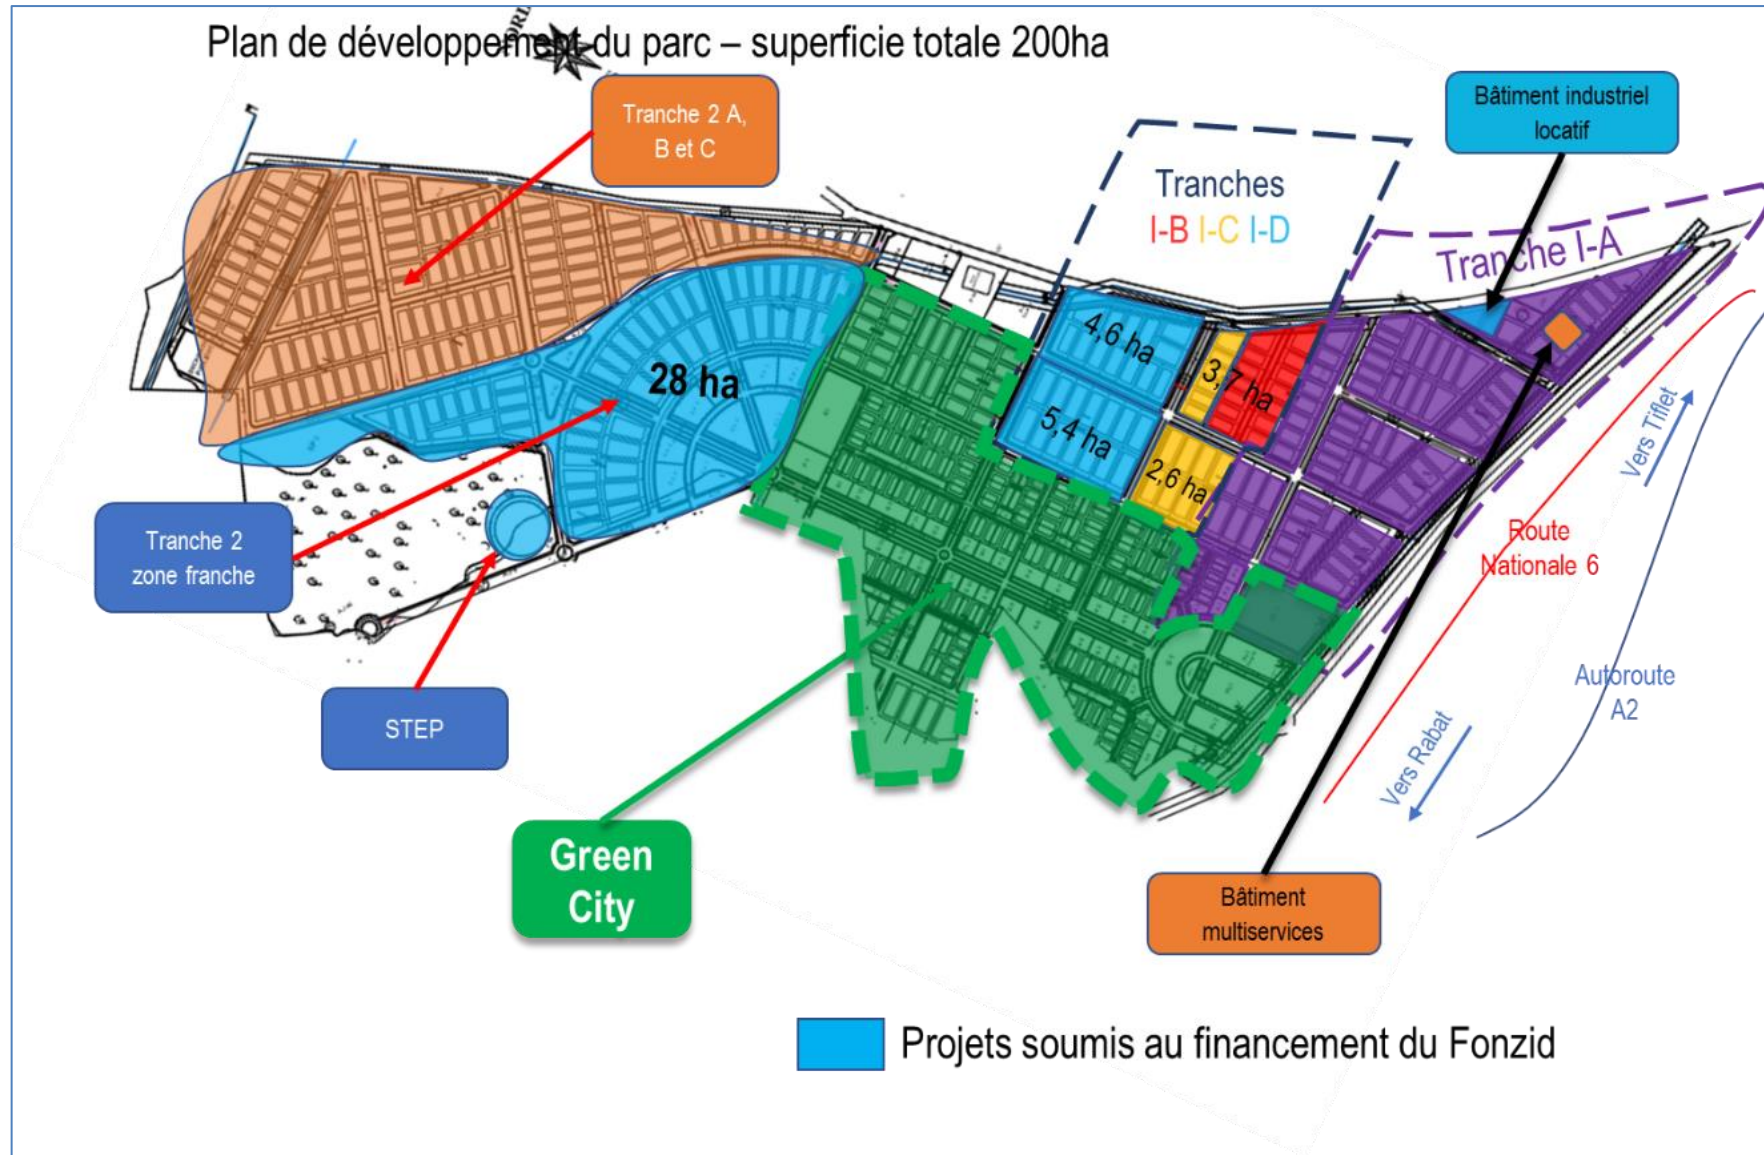 Plan de développement du parc – superficie totale 200ha
Tranche 2 A,
B et C
Bâtiment industriel
locatif
Tranches
I-B I-C I-D
Tranche I-A
4,6 ha
3,7 ha
28 ha
5,4 ha
2,6 ha
Vers Tiflet
Tranche 2
zone franche
Route
Nationale 6
STEP
Autoroute
A2
Vers Rabat
Green
City
Bâtiment
multiservices
Projets soumis au financement du Fonzid